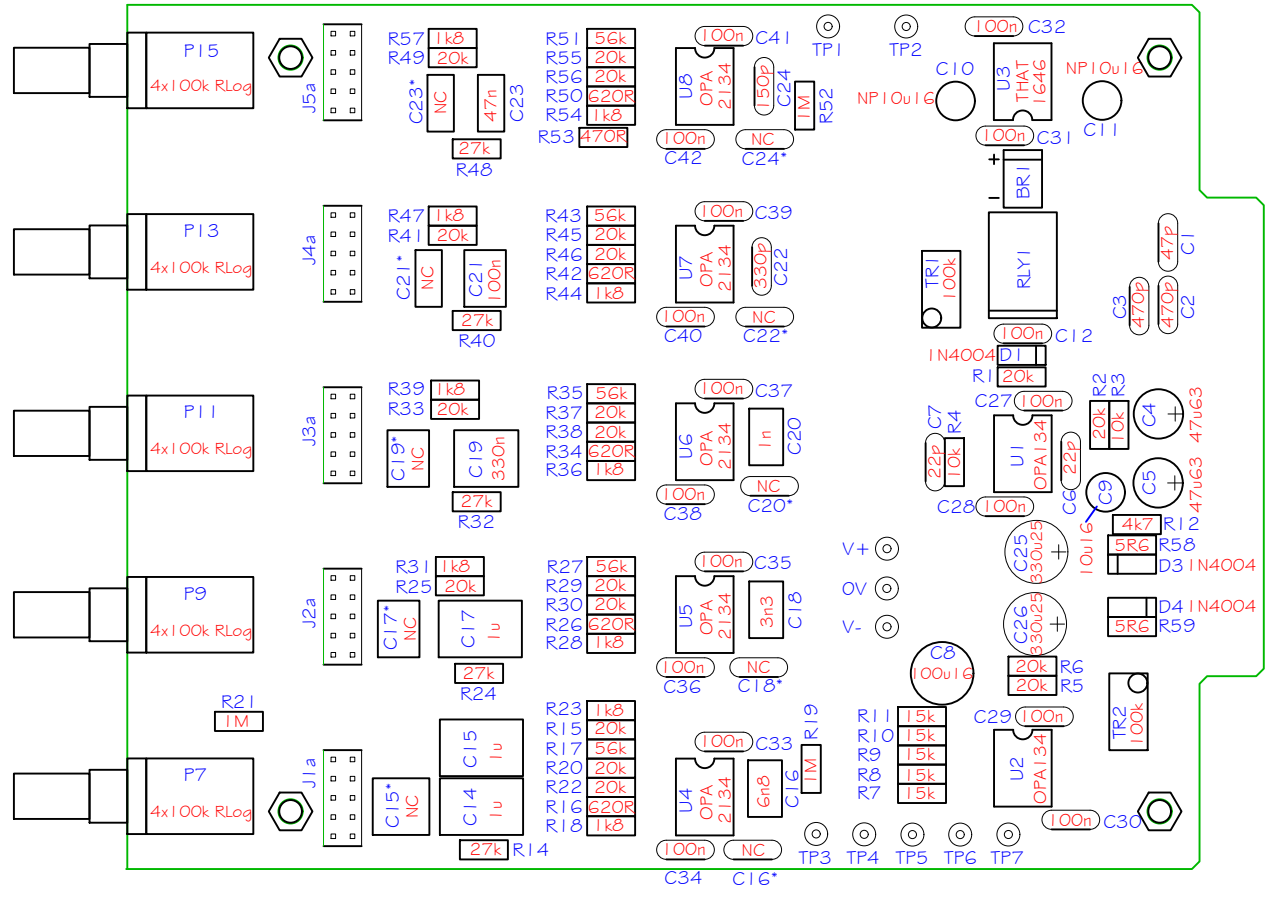 P15
4x100k RLog
J5a
R57 1k8
R49 20k
C23* NC
47n C23
27k
R48
R51 56k
R55 20k
R56 20k
R50 620R
R54 1k8
R53 470R
100n C41
U8 OPA 2134
150p C24
1M R52
100n
C42
NC
C24*
TP1
TP2
100n C32
U3 THAT 1646
C10
NP10u16
NP10u16
C11
100n
C31
+
BR1
-
P13
4x100k RLog
J4a
R47 1k8
R41 20k
C21* NC
C21 100n
27k
R40
R43 56k
R45 20k
R46 20k
R42 620R
R44 1k8
100n C39
U7 OPA 2134
330p C22
100n
C40
NC
C22*
TR1 100k
RLY1
47p C1
C3 470p
470p C2
100n C12
1N4004 D1
R1 20k
P11
4x100k RLog
J3a
R39 1k8
R33 20k
C19* NC
C19 330n
27k
R32
R35 56k
R37 20k
R38 20k
R34 620R
R36 1k8
100n C37
U6 OPA 2134
1n C20
100n
C38
NC
C20*
C27 100n
C7 22p
R4 10k
U1 OPA134
22p C6
R2 20k
R3 10k
C4 + 47u63
C5 + 47u63
C9
10u16
C28 100n
4k7 R12
5R6 R58
D3 1N4004
D4 1N4004
5R6 R59
C25 330u25 +
C26 330u25 +
V+
0V
V-
P9
4x100k RLog
J2a
R31 1k8
R25 20k
C17* NC
C17 1u
27k
R24
R27 56k
R29 20k
R30 20k
R26 620R
R28 1k8
100n C35
U5 OPA 2134
3n3 C18
100n
C36
NC
C18*
C8
100u16
20k R6
20k R5
TR2 100k
R21
1M
P7
4x100k RLog
J1a
C15 1u
C15* NC
C14 1u
27k R14
R23 1k8
R15 20k
R17 56k
R20 20k
R22 20k
R16 620R
R18 1k8
100n C33
U4 OPA 2134
6n8 C16
R19
1M
100n
C34
NC
C16*
R11 15k
R10 15k
R9 15k
R8 15k
R7 15k
C29 100n
U2 OPA134
100n C30
TP3
TP4
TP5
TP6
TP7